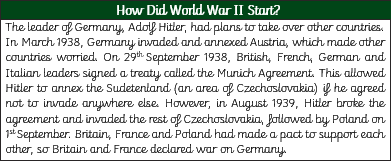 How Did World War II Start?
The leader of Germany, Adolf Hitler, had plans to take over other countries.
In March 1938, Germany invaded and annexed Austria, which made other
countries worried. On 29th September 1938, British, French, German and
Italian leaders signed a treaty called the Munich Agreement. This allowed
Hitler to annex the Sudetenland (an area of Czechoslovakia) if he agreed
not to invade anywhere else. However, in August 1939, Hitler broke the
agreement and invaded the rest of Czechoslovakia, followed by Poland on
1st September. Britain, France and Poland had made a pact to support each
other, so Britain and France declared war on Germany.